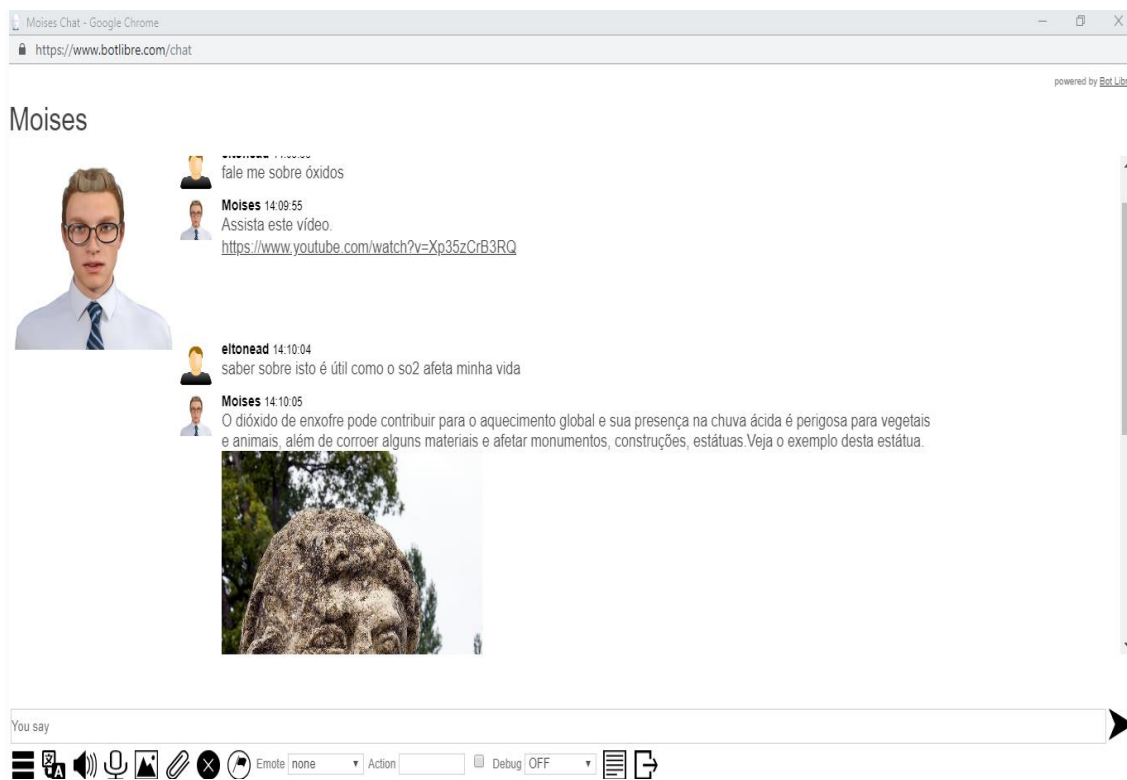 Moises Chat - Google Chrome
https://www.botlibre.com/chat
powered by Bot Libr
Moises
eltonead
fale me sobre óxidos
Moises 14:09:55
Assista este vídeo.
https://www.youtube.com/watch?v=Xp35zCrB3RQ
eltonead 14:10:04
saber sobre isto é útil como o so2 afeta minha vida
Moises 14:10:05
O dióxido de enxofre pode contribuir para o aquecimento global e sua presença na chuva ácida é perigosa para vegetais
e animais, além de corroer alguns materiais e afetar monumentos, construções, estátuas.Veja o exemplo desta estátua.
You say
Emote none Action Debug OFF